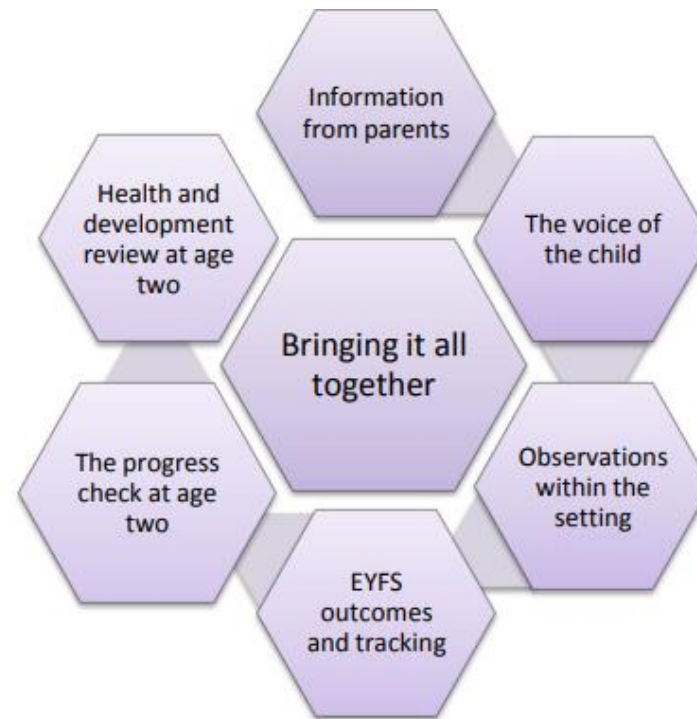 Information
from parents
The voice of
the child
Observations
within the
setting
EYFS
outcomes
and tracking
The progress
check at age
two
Health and
development
review at age
two
Bringing it all
together